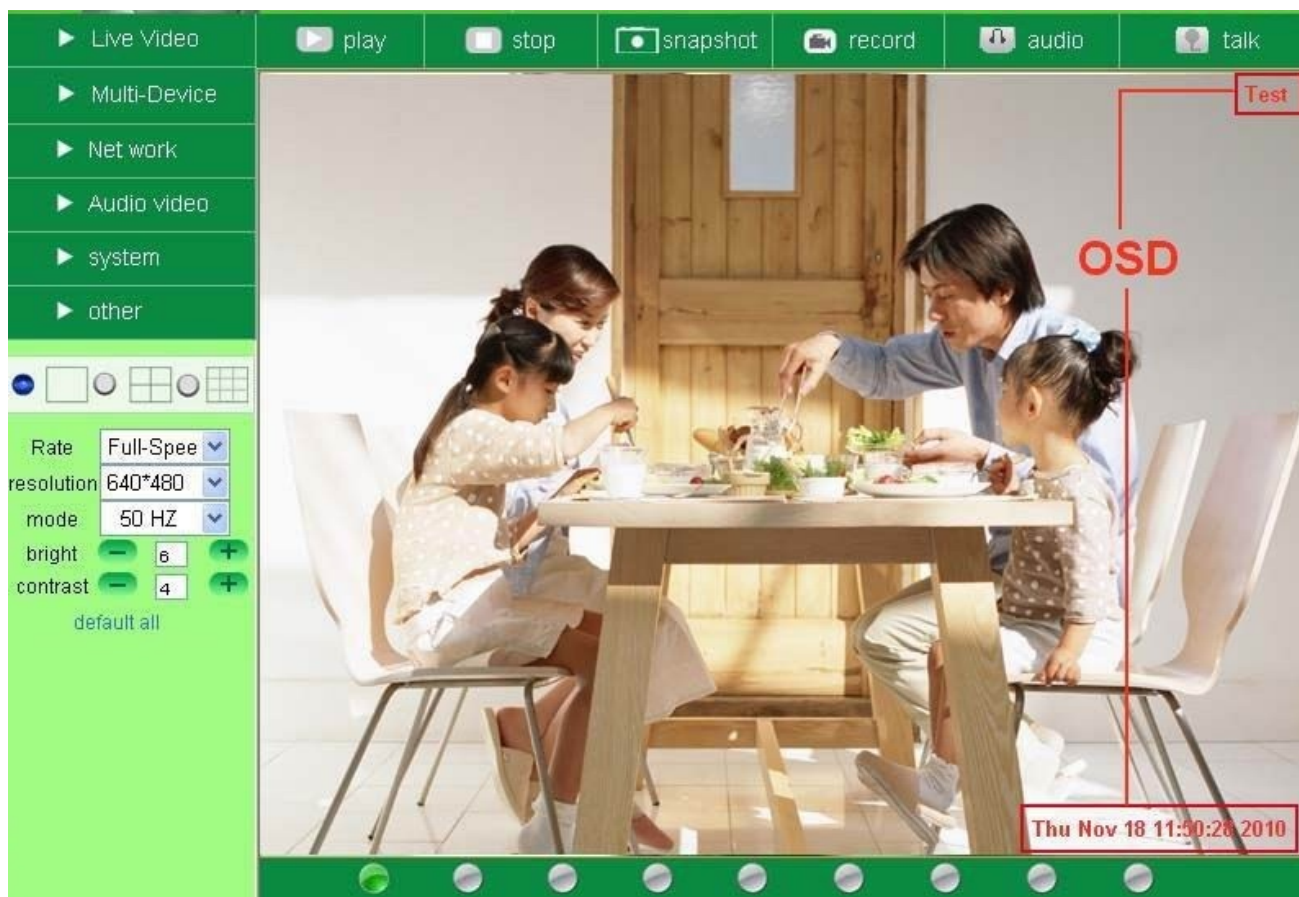 Live Video
play
stop
snapshot
record
audio
talk
Multi-Device
Net work
Audio video
system
other
Rate
Full-Spee
resolution
640*480
mode
50 HZ
bright
6
contrast
4
default all
Test
OSD
Thu Nov 18 11:50:28 2010